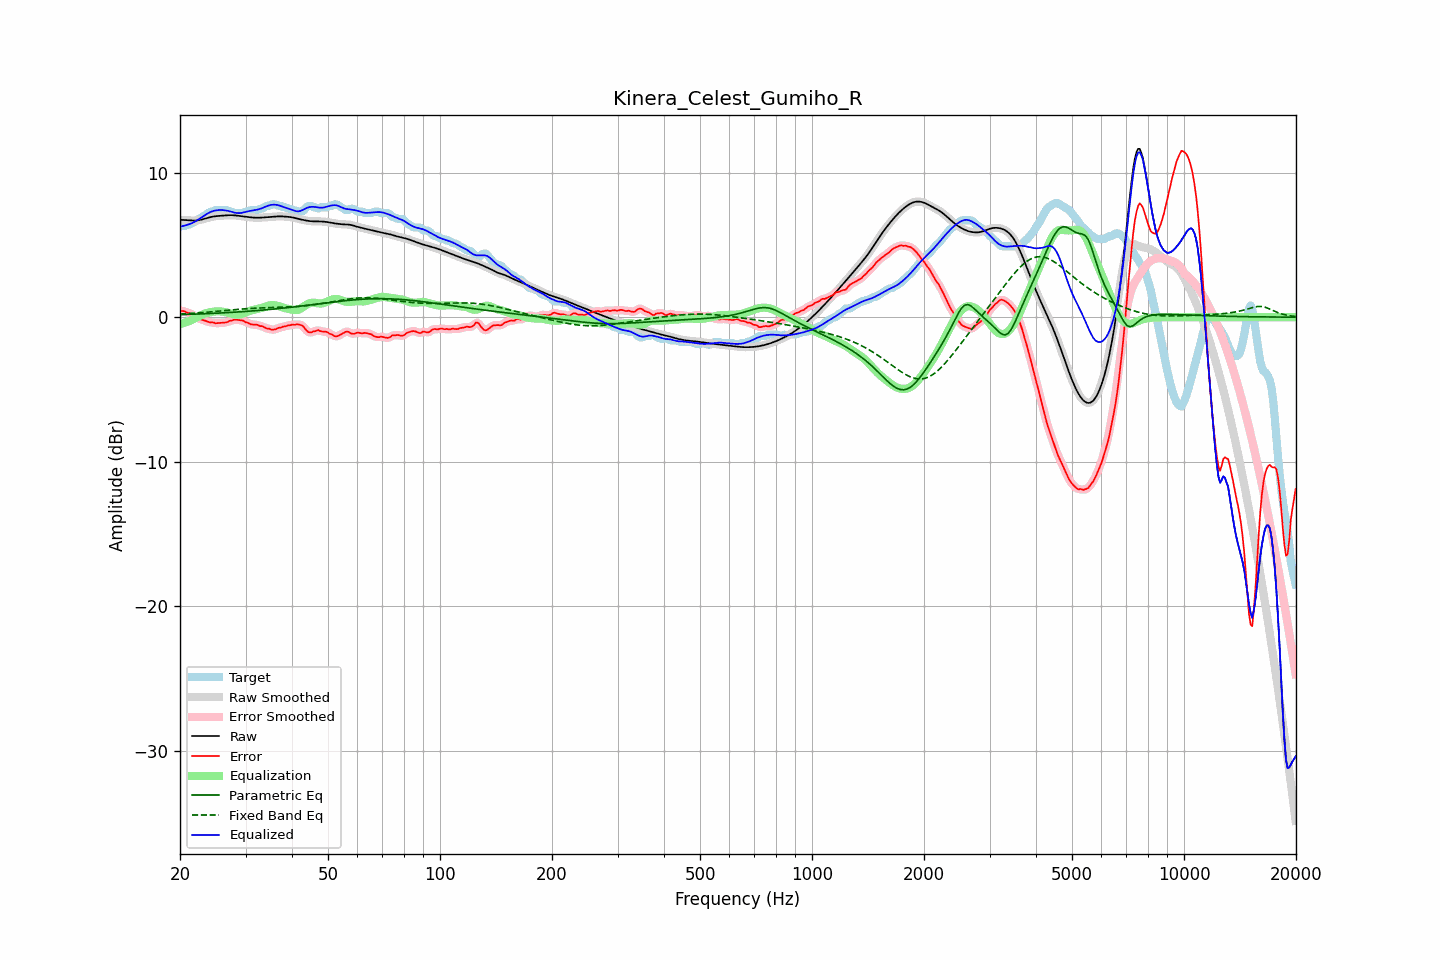 Kinera_Celest_Gumiho_R
Amplitude (dBr)
10
0
−10
−20
−30
Target
Raw Smoothed
Error Smoothed
Raw
Error
Equalization
Parametric Eq
Fixed Band Eq
Equalized
20 50 100 200 500 1000 2000 5000 10000 20000
Frequency (Hz)